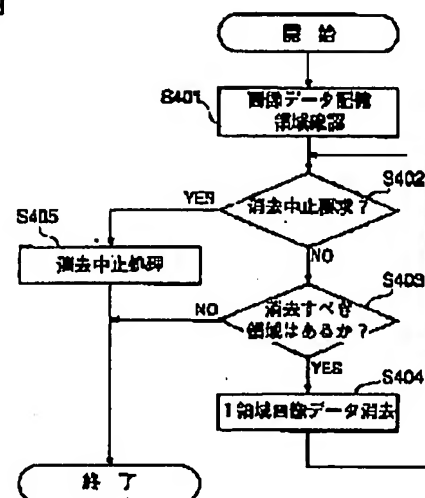 開始
S401
画像データ記憶
領域確認
S402
消去中止要求？
YES
NO
S405
消去中止処理
S403
消去すべき
領域はあるか？
NO
YES
S404
1領域画像データ消去
終了